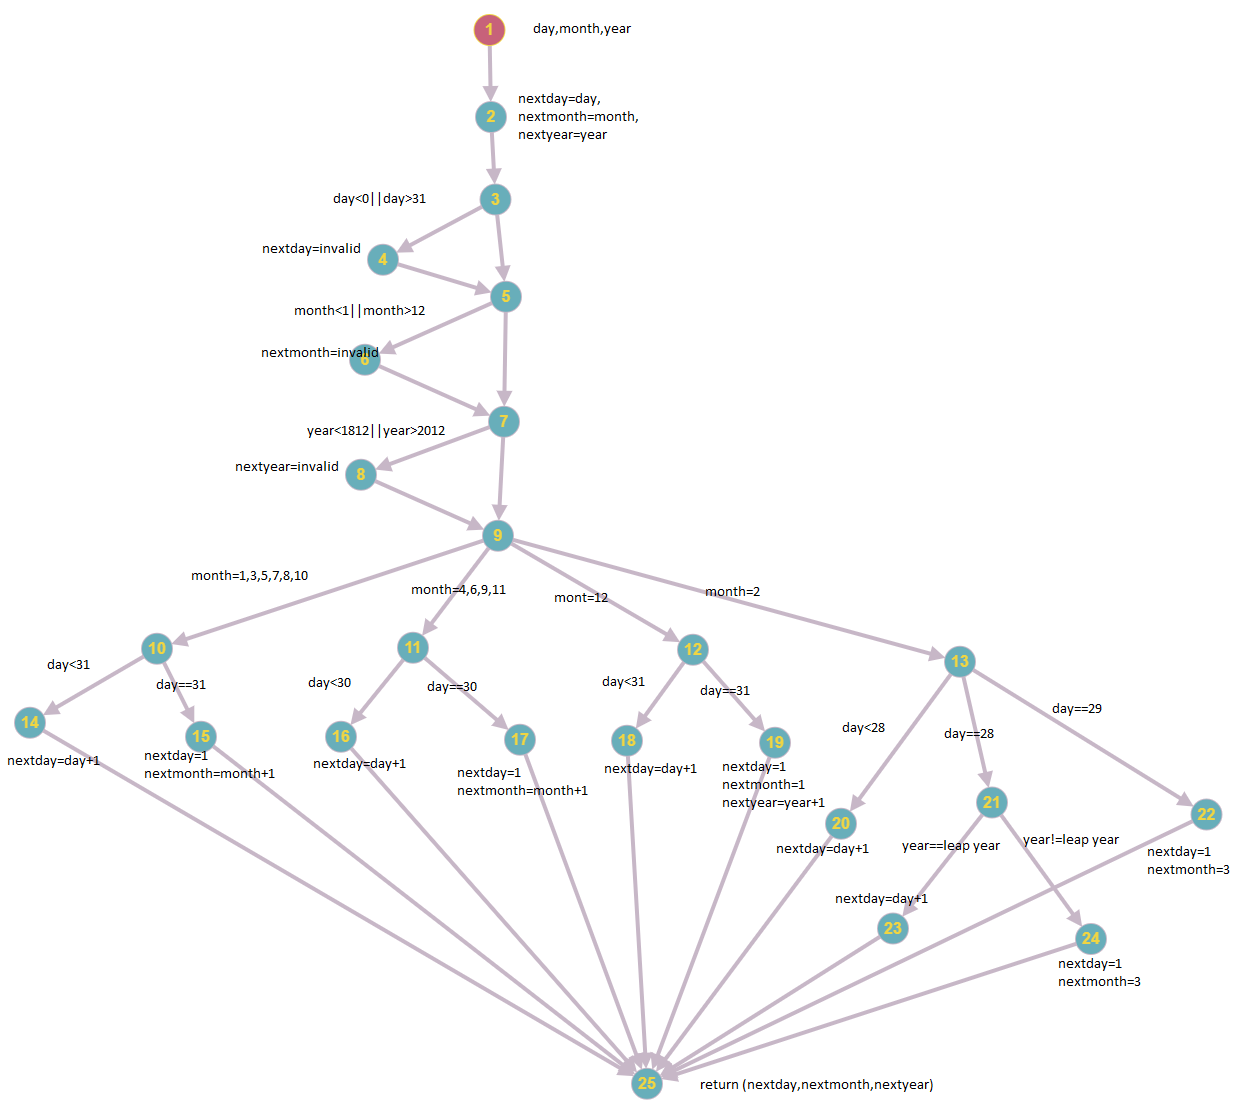 1
day,month,year
2
nextday=day,
nextmonth=month,
nextyear=year
3
day<0||day>31
nextday=invalid
4
5
month<1||month>12
nextmonth=invalid
6
7
year<1812||year>2012
nextyear=invalid
8
9
month=1,3,5,7,8,10
month=4,6,9,11
mont=12
month=2
10
11
12
13
day<31
day==31
day<30
day==30
day<31
day==31
day<28
day==28
day==29
14
15
16
17
18
19
20
21
22
nextday=day+1
nextday=1
nextmonth=month+1
nextday=day+1
nextday=1
nextmonth=month+1
nextday=day+1
nextday=1
nextmonth=1
nextyear=year+1
nextday=day+1
year==leap year
year!=leap year
nextday=1
nextmonth=3
nextday=day+1
23
24
nextday=1
nextmonth=3
25
return (nextday,nextmonth,nextyear)